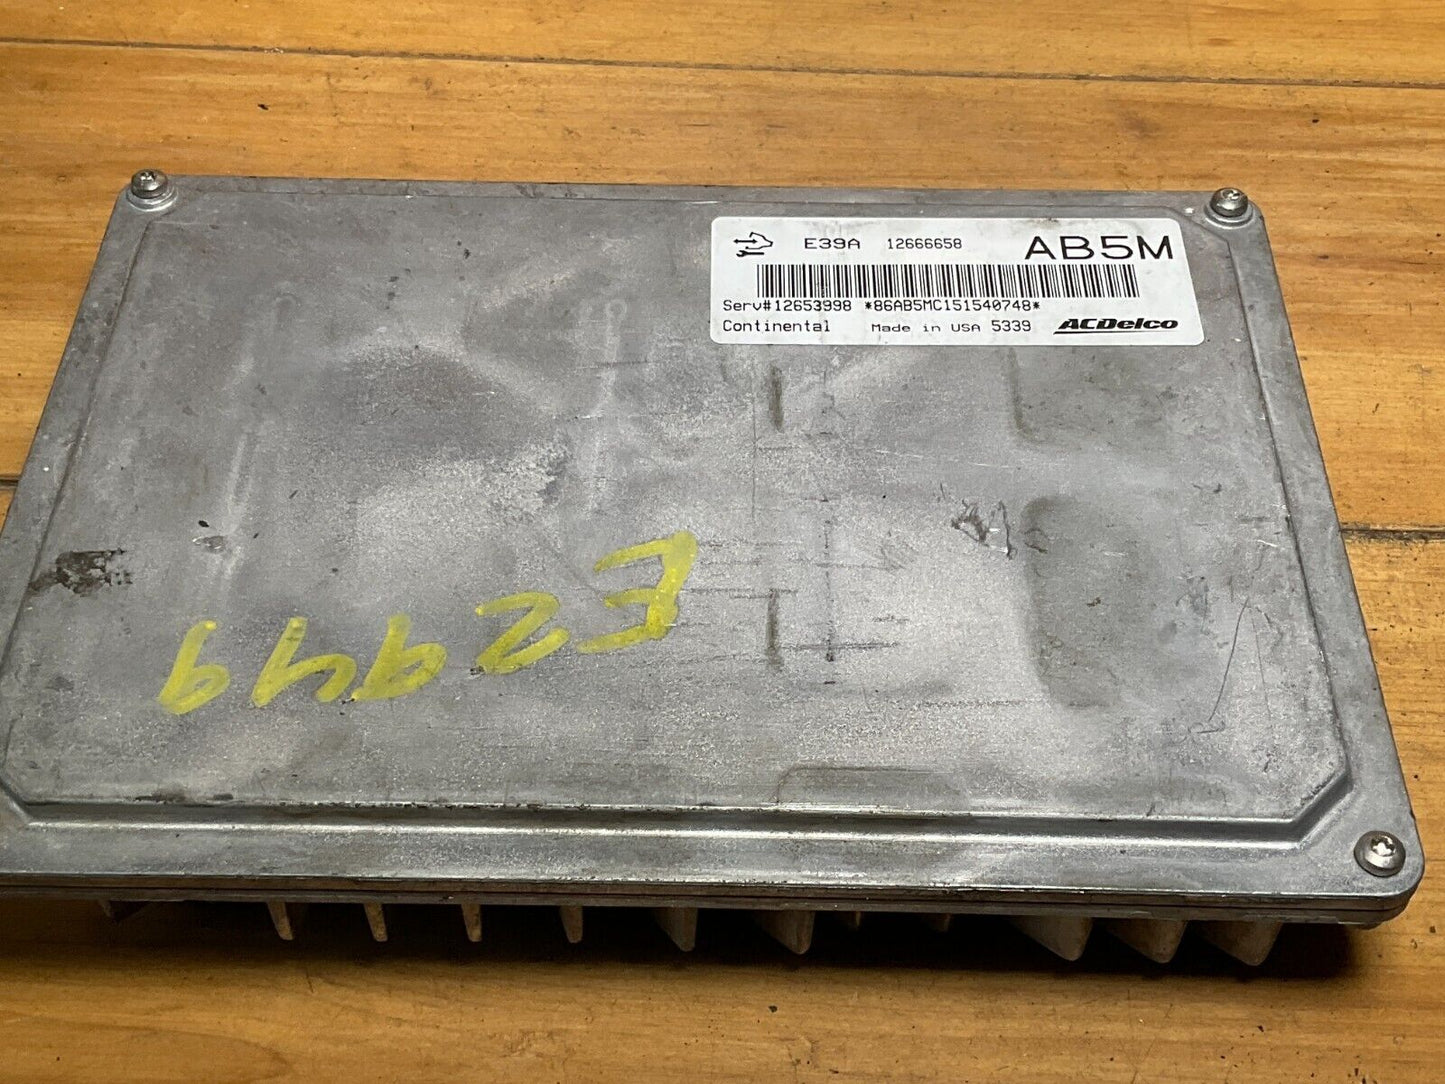 E39A 12666658 AB5M
Serv#12653998 *86AB5MC151540748*
Continental Made in USA 5339 ACDelco
E2949